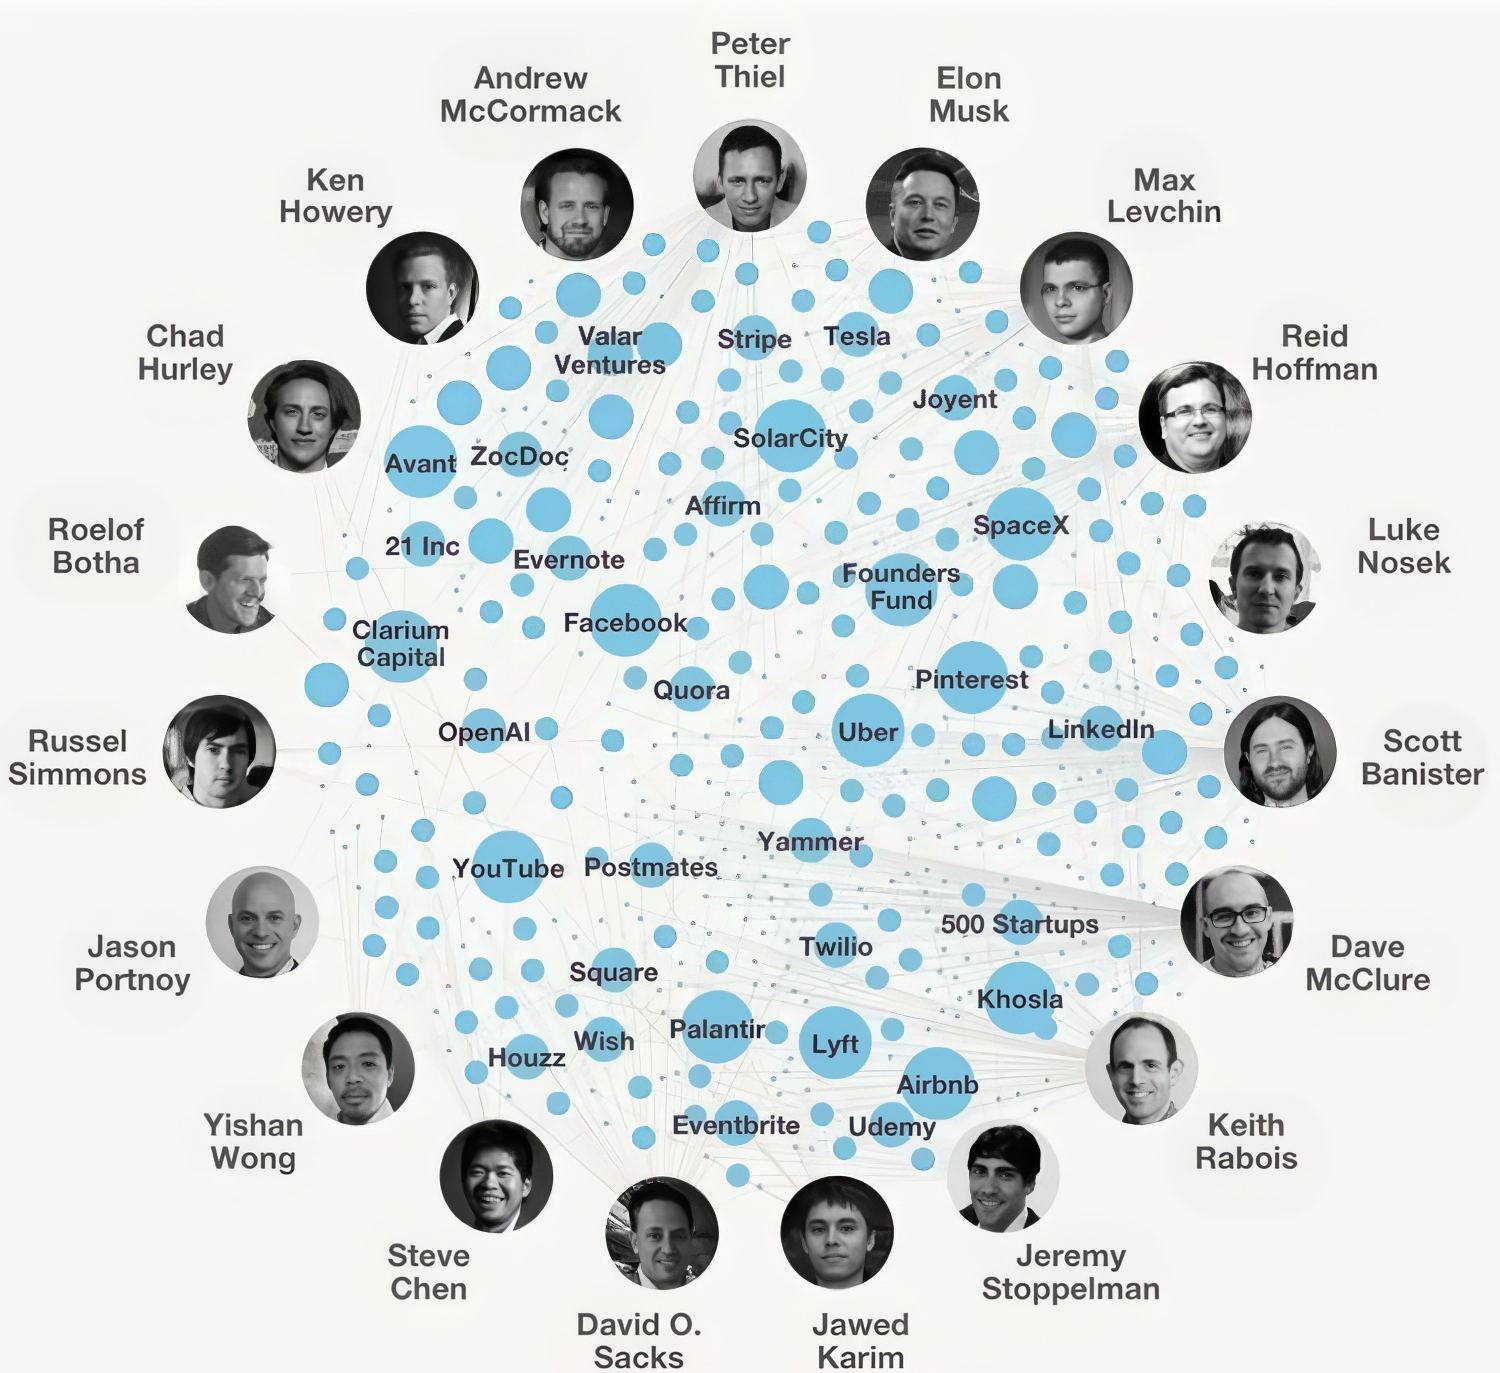 Peter
Thiel
Andrew
McCormack
Elon
Musk
Ken
Howery
Max
Levchin
Chad
Hurley
Reid
Hoffman
Valar
Ventures
Stripe
Tesla
Joyent
SolarCity
Avant
ZocDoc
Affirm
SpaceX
Roelof
Botha
Luke
Nosek
21 Inc
Evernote
Founders
Fund
Facebook
Clarium
Capital
Quora
Pinterest
OpenAI
Uber
LinkedIn
Russel
Simmons
Scott
Banister
Yammer
YouTube
Postmates
500 Startups
Twilio
Jason
Portnoy
Dave
McClure
Square
Khosla
Palantir
Wish
Lyft
Houzz
Airbnb
Eventbrite
Udemy
Yishan
Wong
Keith
Rabois
Steve
Chen
Jeremy
Stoppelman
David O.
Sacks
Jawed
Karim